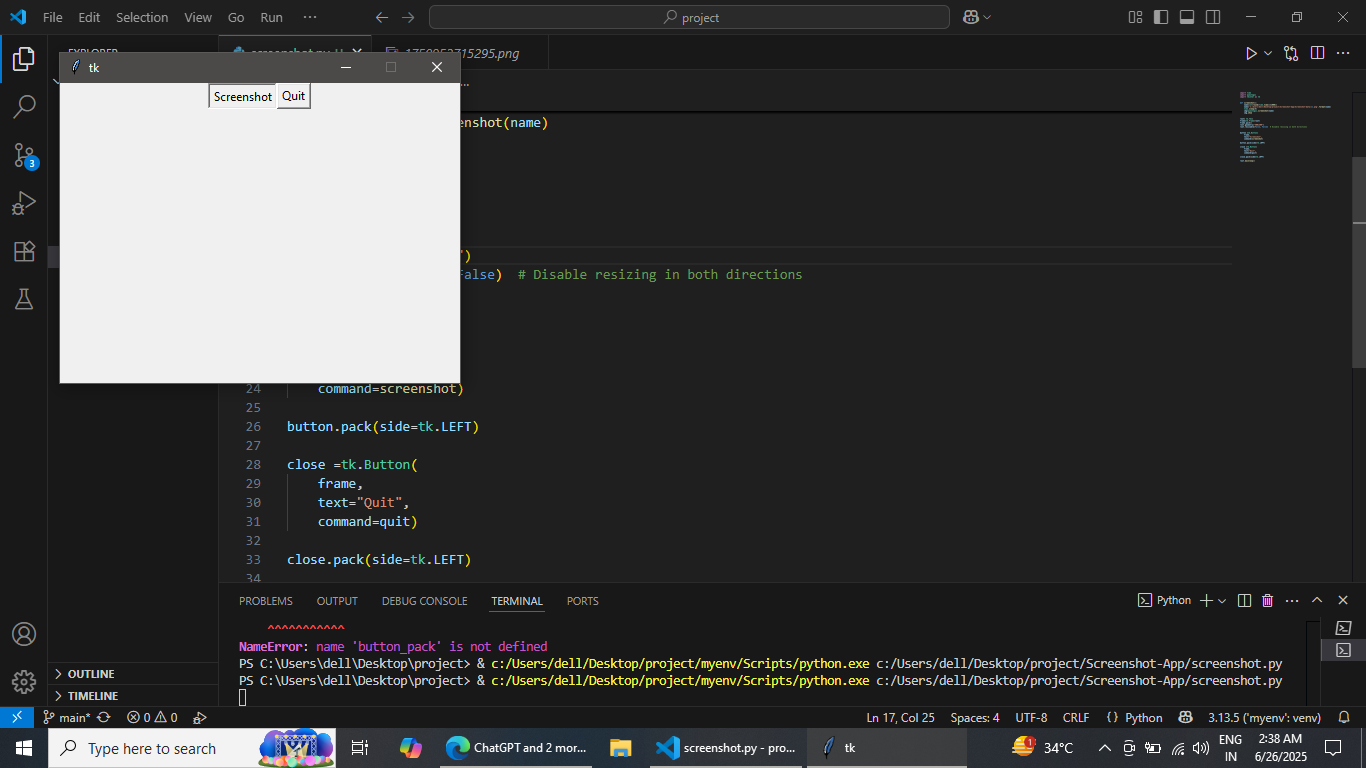 File Edit Selection View Go Run ··· project
EXPLORER screenshot.py U 1750952715295.png
tk
Screenshot Quit
...
enshot(name)
")
False) # Disable resizing in both directions
24 command=screenshot)
25
26 button.pack(side=tk.LEFT)
27
28 close =tk.Button(
29 frame,
30 text="Quit",
31 command=quit)
32
33 close.pack(side=tk.LEFT)
34
OUTLINE
TIMELINE
3
PROBLEMS OUTPUT DEBUG CONSOLE TERMINAL PORTS Python
^^^^^^^^^^^
NameError: name 'button_pack' is not defined
PS C:\Users\dell\Desktop\project> & c:/Users/dell/Desktop/project/myenv/Scripts/python.exe c:/Users/dell/Desktop/project/Screenshot-App/screenshot.py
PS C:\Users\dell\Desktop\project> & c:/Users/dell/Desktop/project/myenv/Scripts/python.exe c:/Users/dell/Desktop/project/Screenshot-App/screenshot.py
main* 0 0 Ln 17, Col 25 Spaces: 4 UTF-8 CRLF {} Python 3.13.5 ('myenv': venv)
Type here to search ChatGPT and 2 mor... screenshot.py - pro... tk 1 34°C ENG IN 2:38 AM 6/26/2025